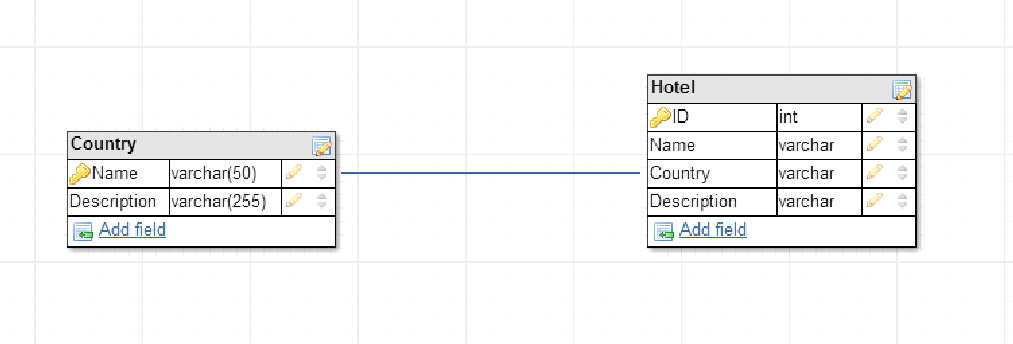 Country
Name varchar(50)
Description varchar(255)
Add field
Hotel
ID int
Name varchar
Country varchar
Description varchar
Add field